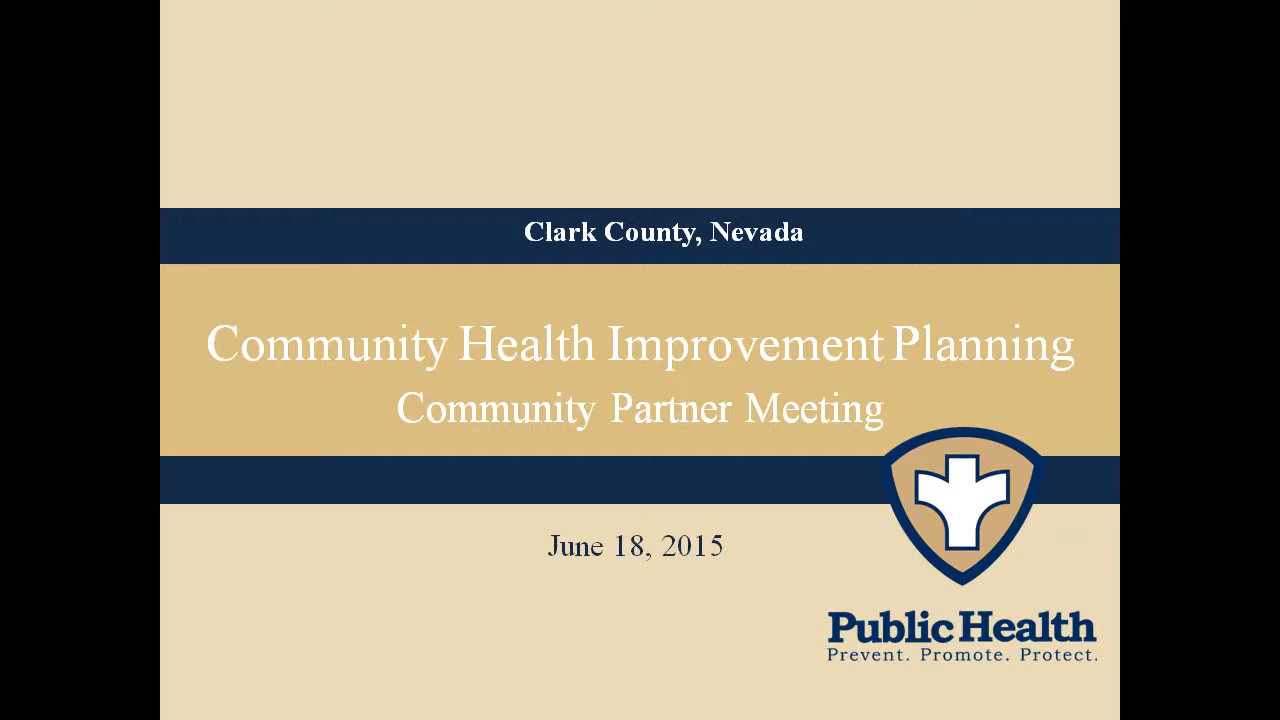 Clark County, Nevada
Community Health Improvement Planning
Community Partner Meeting
June 18, 2015
Public Health
Prevent. Promote. Protect.